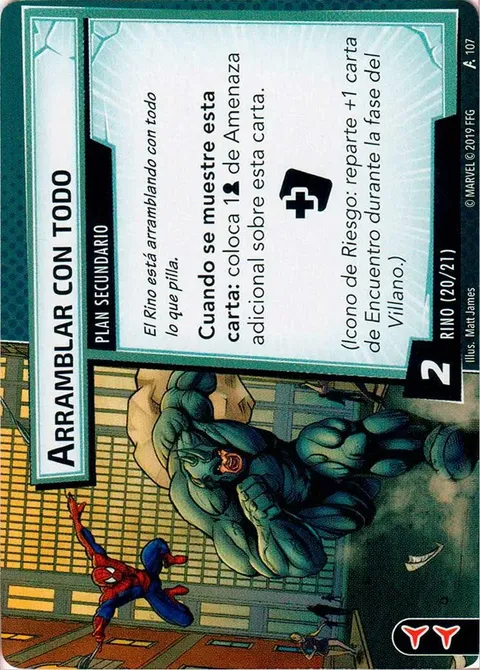 ARRAMBLAR CON TODO
PLAN SECUNDARIO
El Rino está arramblando con todo
lo que pilla.
Cuando se muestre esta
carta: coloca 1 de Amenaza
adicional sobre esta carta.
(Icono de Riesgo: reparte +1 carta
de Encuentro durante la fase del
Villano.)
2
RINO (20/21)
Illus. Matt James
© MARVEL © 2019 FFG
A 107